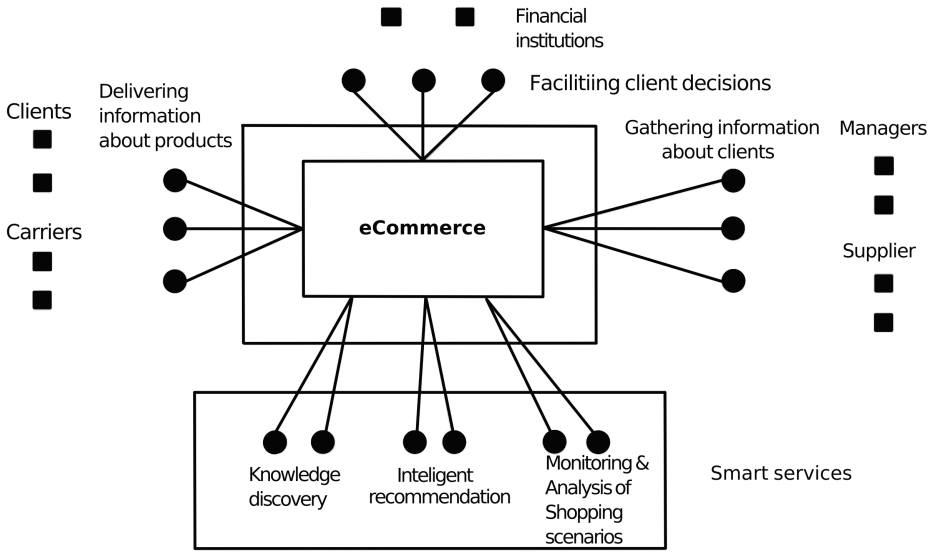 Financial
institutions
Facilitiing client decisions
Delivering
information
about products
Clients
Carriers
Gathering information
about clients
Managers
Supplier
eCommerce
Knowledge
discovery
Inteligent
recommendation
Monitoring &
Analysis of
Shopping
scenarios
Smart services